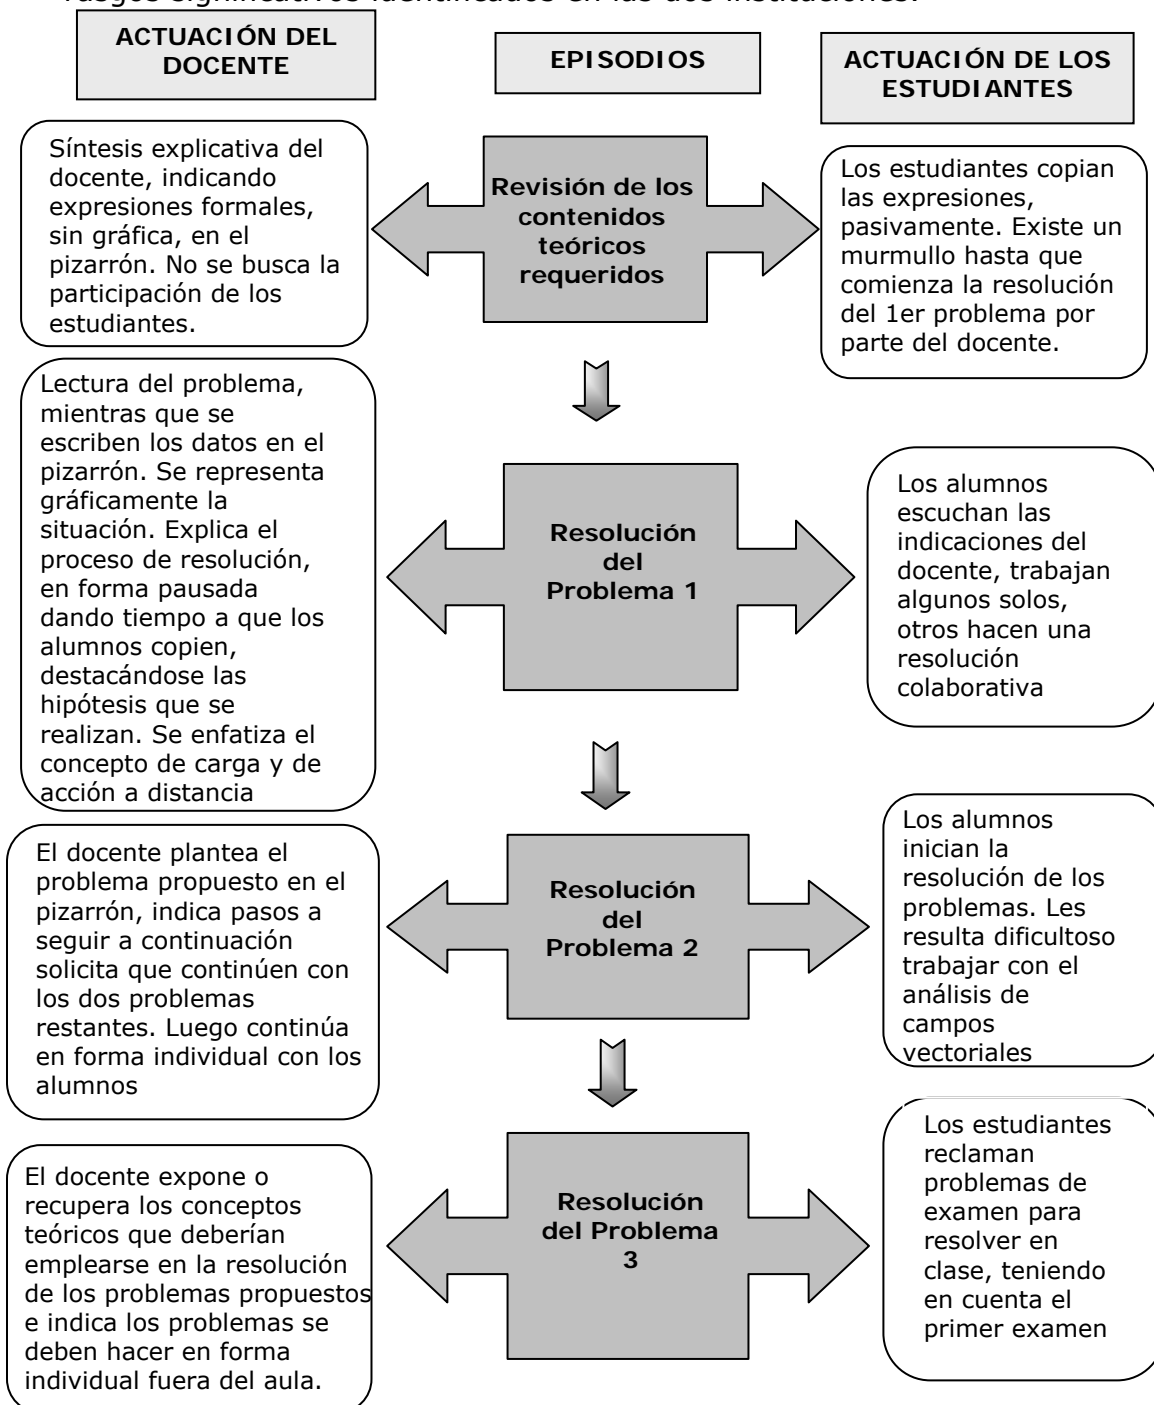 rasgos significativos identificados en las dos instituciones.
ACTUACIÓN DEL
DOCENTE
EPISODIOS
ACTUACIÓN DE LOS
ESTUDIANTES
Síntesis explicativa del
docente, indicando
expresiones formales,
sin gráfica, en el
pizarrón. No se busca la
participación de los
estudiantes.
Revisión de los
contenidos
teóricos
requeridos
Los estudiantes copian
las expresiones,
pasivamente. Existe un
murmullo hasta que
comienza la resolución
del 1er problema por
parte del docente.
Lectura del problema,
mientras que se
escriben los datos en el
pizarrón. Se representa
gráficamente la
situación. Explica el
proceso de resolución,
en forma pausada
dando tiempo a que los
alumnos copien,
destacándose las
hipótesis que se
realizan. Se enfatiza el
concepto de carga y de
acción a distancia
Resolución
del
Problema 1
Los alumnos
escuchan las
indicaciones del
docente, trabajan
algunos solos,
otros hacen una
resolución
colaborativa
El docente plantea el
problema propuesto en el
pizarrón, indica pasos a
seguir a continuación
solicita que continúen con
los dos problemas
restantes. Luego continúa
en forma individual con los
alumnos
Resolución
del
Problema 2
Los alumnos
inician la
resolución de los
problemas. Les
resulta dificultoso
trabajar con el
análisis de
campos
vectoriales
El docente expone o
recupera los conceptos
teóricos que deberían
emplearse en la resolución
de los problemas propuestos
e indica los problemas se
deben hacer en forma
individual fuera del aula.
Resolución
del Problema
3
Los estudiantes
reclaman
problemas de
examen para
resolver en
clase, teniendo
en cuenta el
primer examen